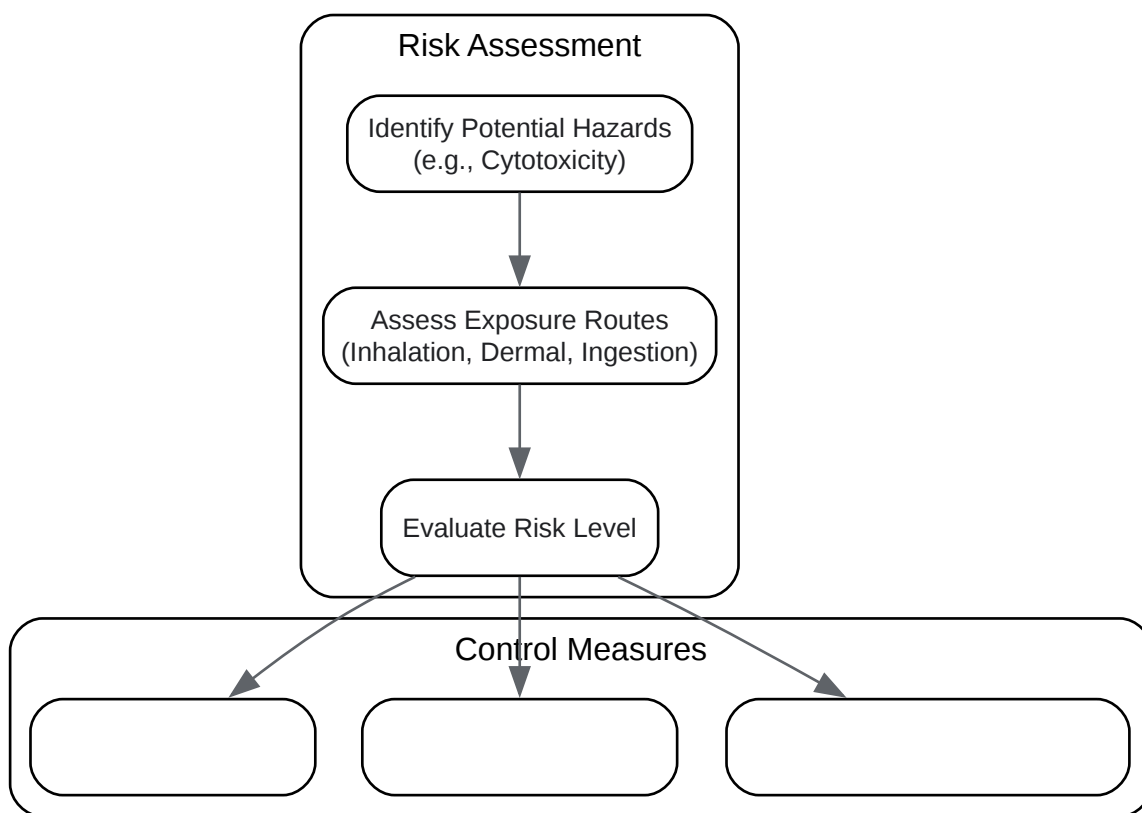 Risk Assessment
Identify Potential Hazards
(e.g., Cytotoxicity)
Assess Exposure Routes
(Inhalation, Dermal, Ingestion)
Evaluate Risk Level
Control Measures